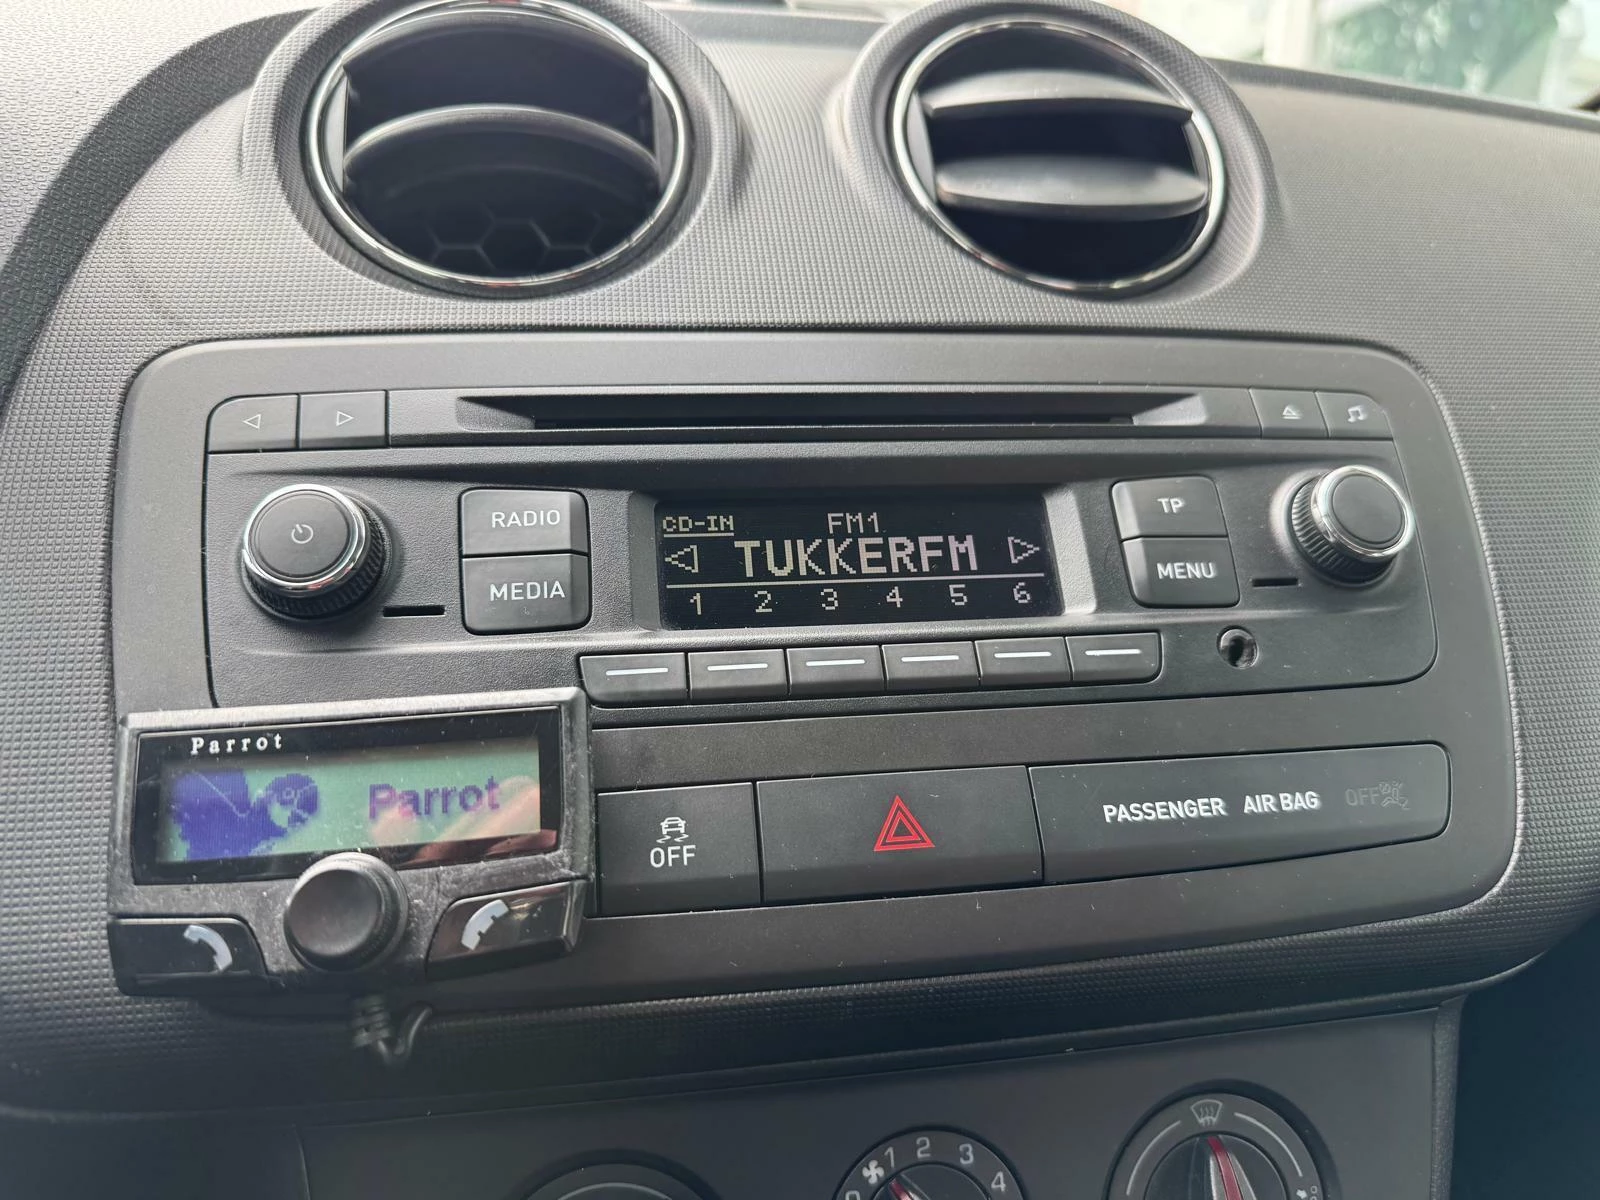 CD-IN FM1
TUKKERFM
1 2 3 4 5 6
RADIO
MEDIA
TP
MENU
Parrot
Parrot
OFF
PASSENGER AIR BAG OFF
0 1 2 3 4